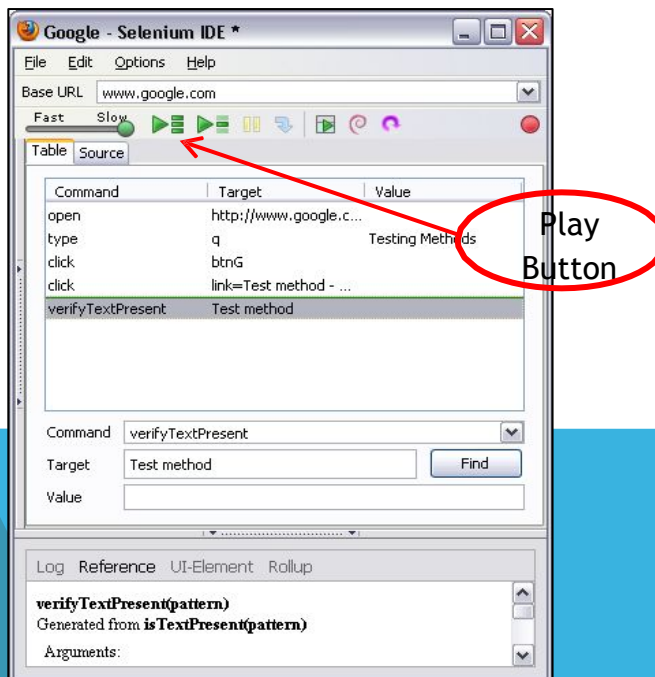 Google - Selenium IDE *
File Edit Options Help
Base URL www.google.com
Fast Slow
Table Source
Command Target Value
open http://www.google.c...
type q Testing Methods
click btnG
click link=Test method - ...
verifyTextPresent Test method
Play
Button
Command verifyTextPresent
Target Test method Find
Value
Log Reference UI-Element Rollup
verifyTextPresent(pattern)
Generated from isTextPresent(pattern)
Arguments: